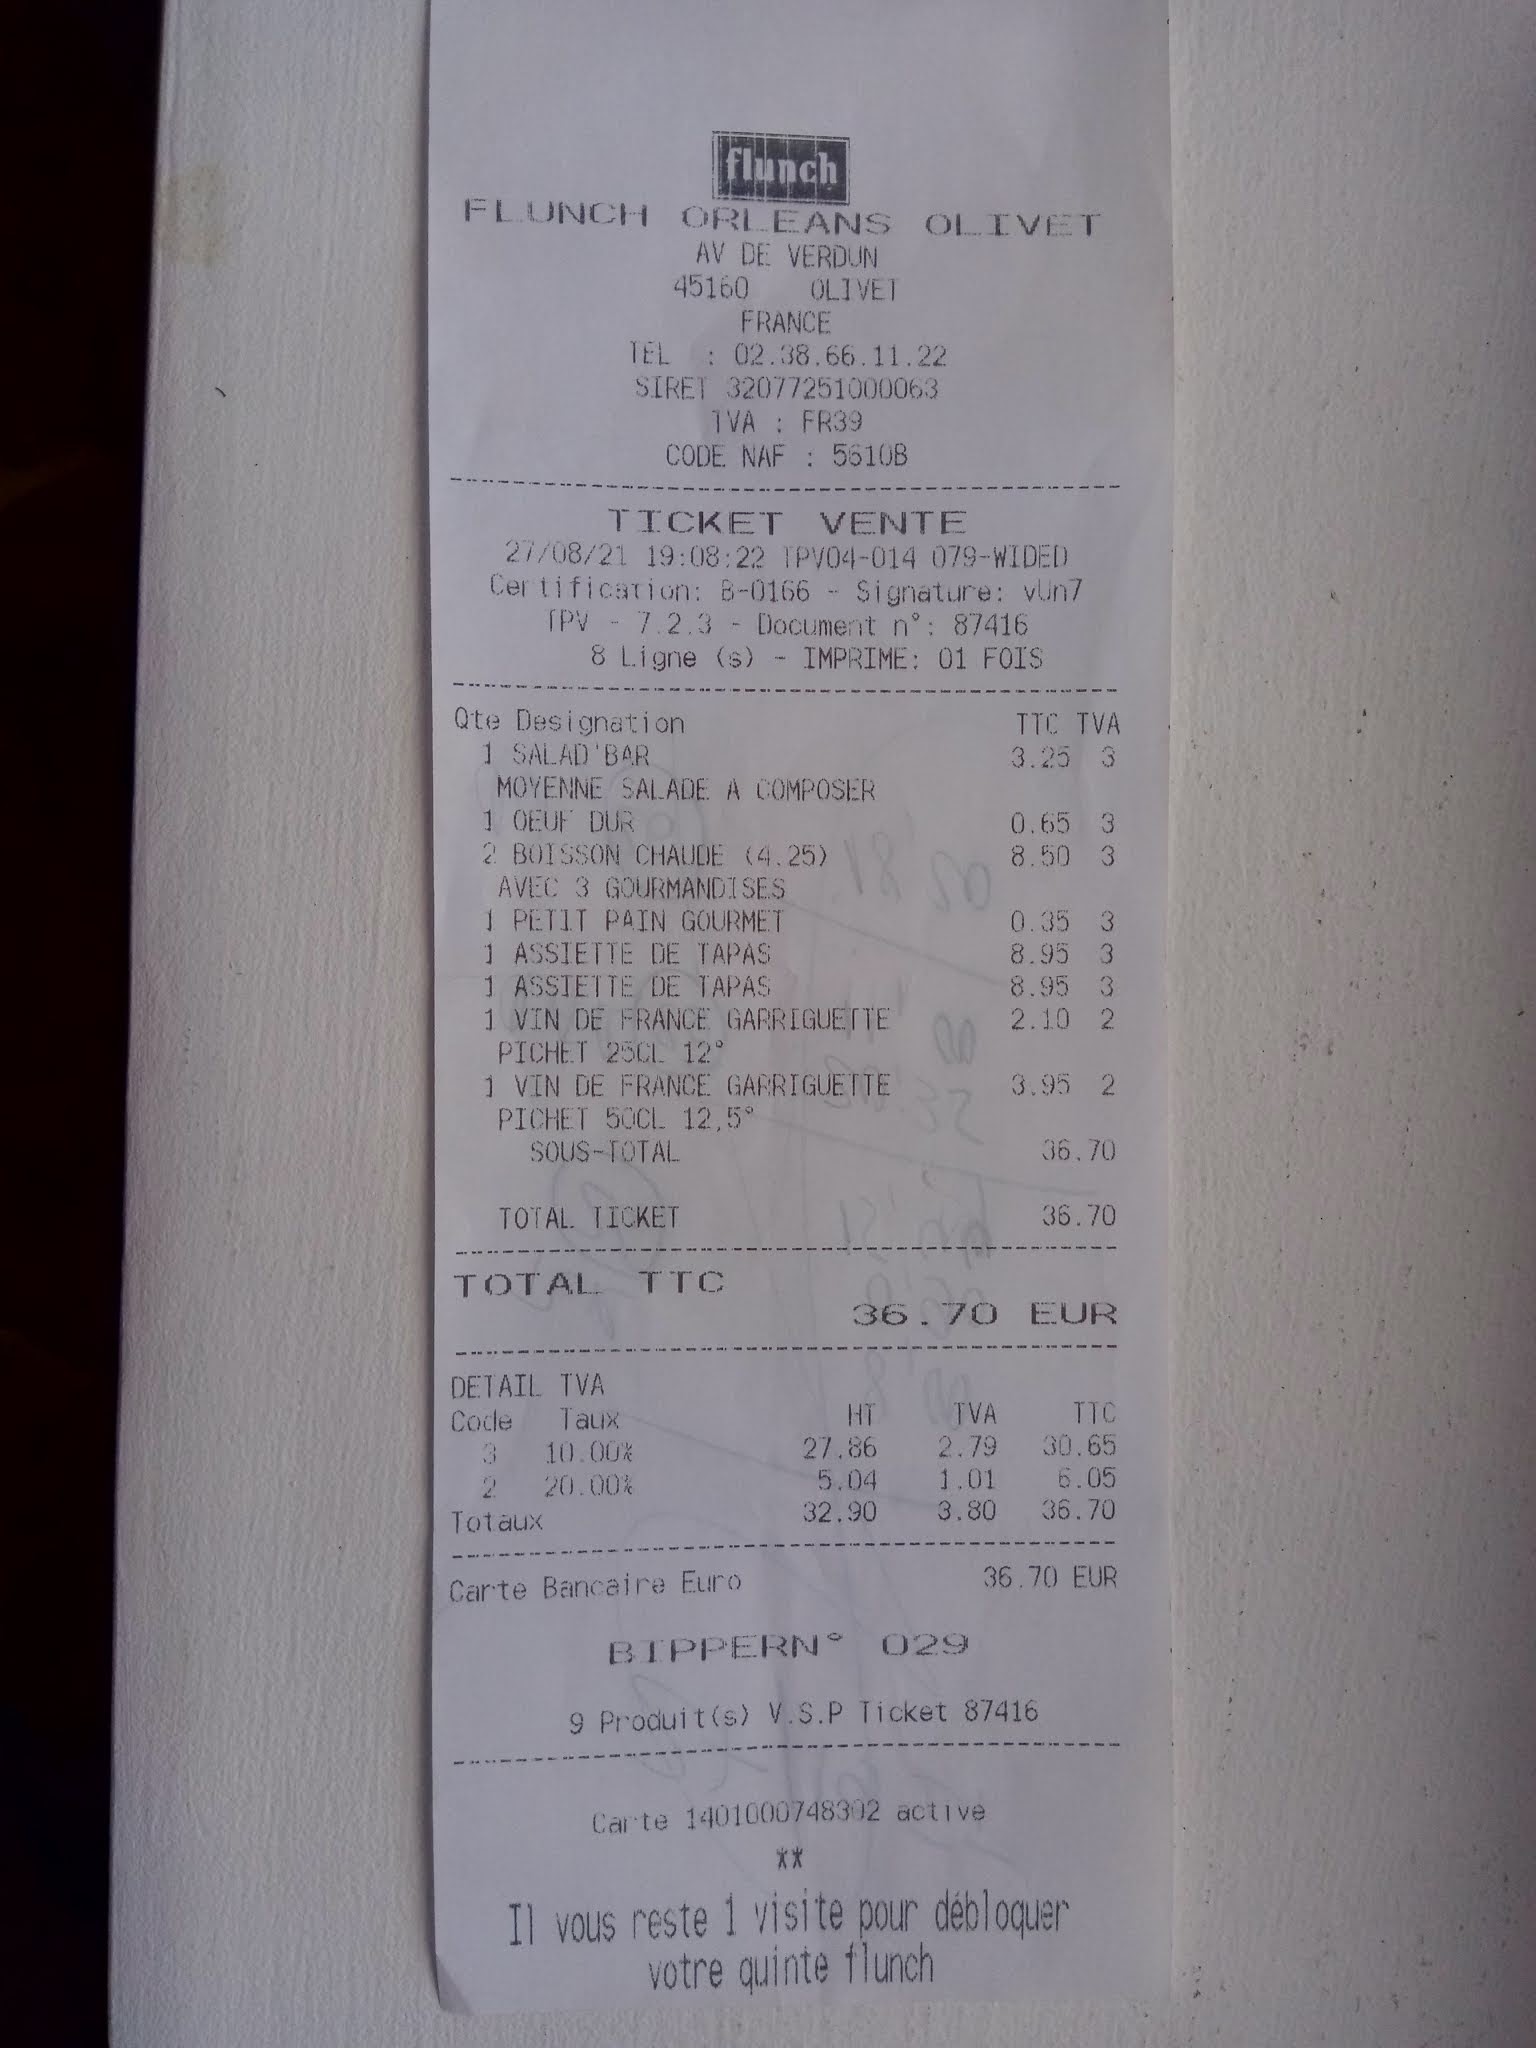 flunch
FLUNCH ORLEANS OLIVET
AV DE VERDUN
45160 OLIVET
FRANCE
TEL : 02.38.66.11.22
SIRET 32077251000063
TVA : FR39
CODE NAF : 5610B
TICKET VENTE
27/08/21 19:08:22 TPV04-014 079-WIDED
Certification: B-0166 - Signature: vUn7
TPV - 7.2.3 - Document n°: 87416
8 Ligne (s) - IMPRIME: 01 FOIS
Qte Designation TTC TVA
1 SALAD'BAR 3.25 3
MOYENNE SALADE A COMPOSER
1 OEUF DUR 0.65 3
2 BOISSON CHAUDE (4.25) 8.50 3
AVEC 3 GOURMANDISES
1 PETIT PAIN GOURMET 0.35 3
1 ASSIETTE DE TAPAS 8.95 3
1 ASSIETTE DE TAPAS 8.95 3
1 VIN DE FRANCE GARRIGUETTE 2.10 2
PICHET 25CL 12°
1 VIN DE FRANCE GARRIGUETTE 3.95 2
PICHET 50CL 12,5°
SOUS-TOTAL 36.70
TOTAL TICKET 36.70
TOTAL TTC
36.70 EUR
DETAIL TVA
Code Taux HT TVA TTC
3 10.00% 27.86 2.79 30.65
2 20.00% 5.04 1.01 6.05
Totaux 32.90 3.80 36.70
Carte Bancaire Euro 36.70 EUR
BIPPERN° 029
9 Produit(s) V.S.P Ticket 87416
Carte 1401000748302 active
**
Il vous reste 1 visite pour débloquer
votre quinte flunch